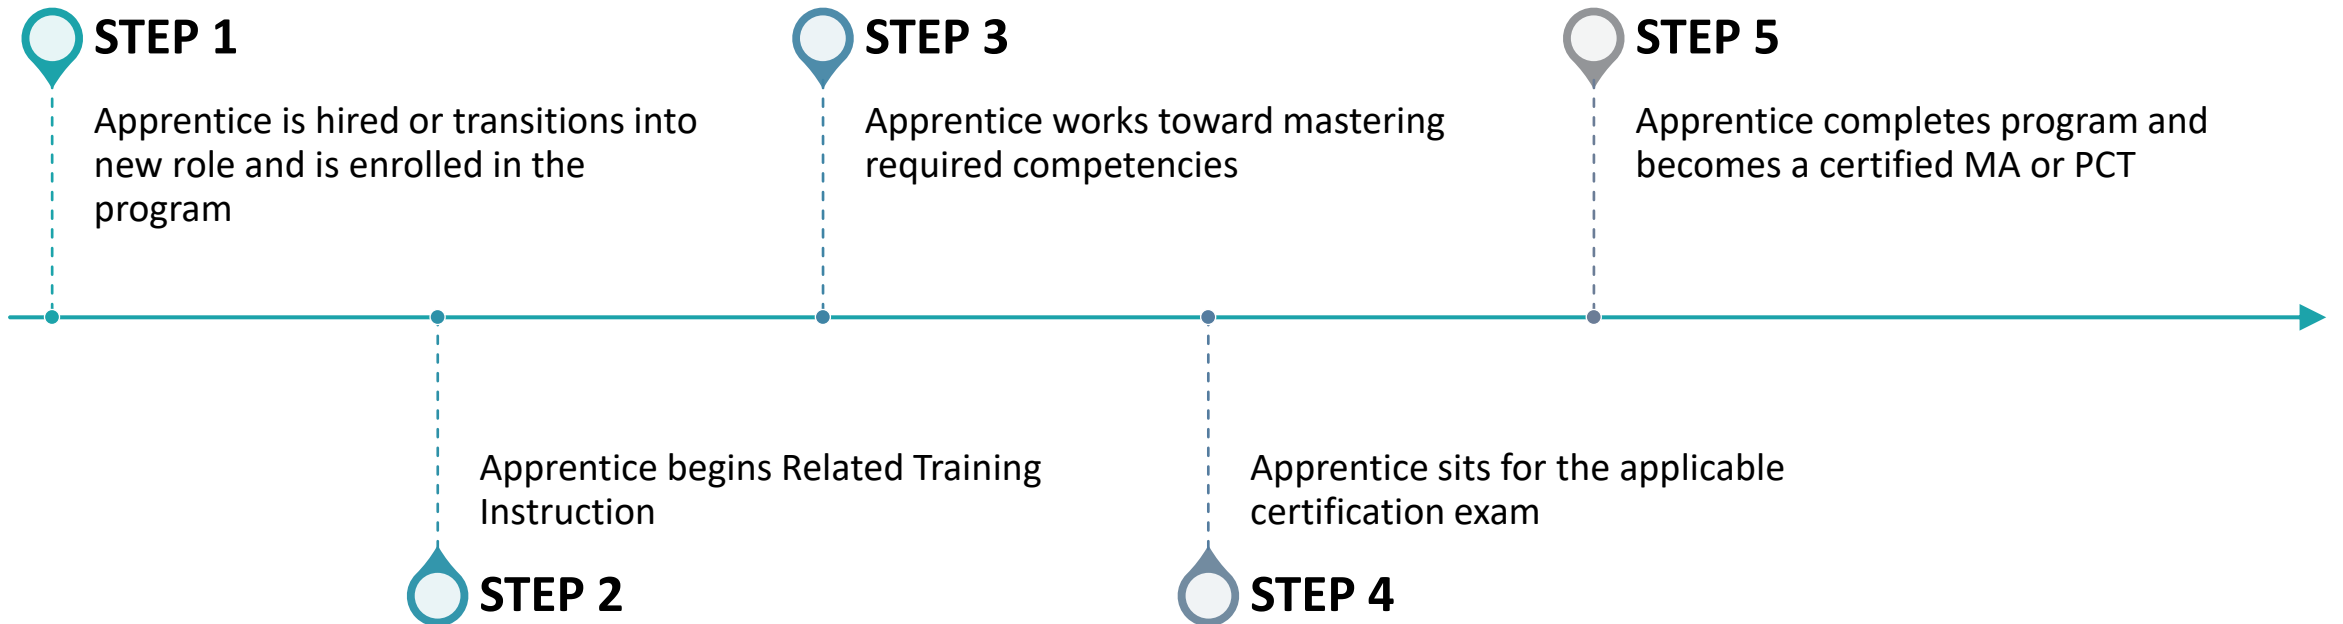 STEP 1
Apprentice is hired or transitions into
new role and is enrolled in the
program
Apprentice begins Related Training
Instruction
STEP 2
STEP 3
Apprentice works toward mastering
required competencies
Apprentice sits for the applicable
certification exam
STEP 4
STEP 5
Apprentice completes program and
becomes a certified MA or PCT